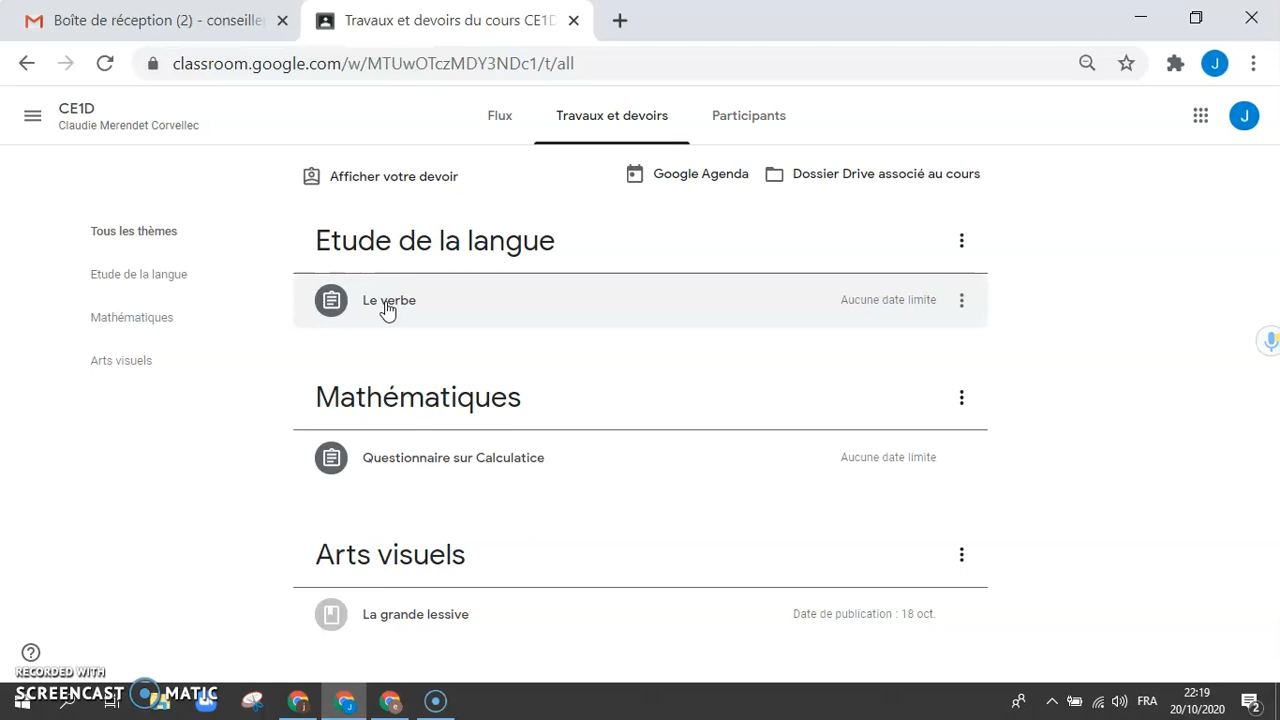 Boîte de réception (2) - conseille
Travaux et devoirs du cours CE1D
classroom.google.com/w/MTUwOTczMDY3NDc1/t/all
J
CE1D
Claudie Merendet Corvellec
Flux
Travaux et devoirs
Participants
J
Afficher votre devoir
Google Agenda
Dossier Drive associé au cours
Tous les thèmes
Etude de la langue
Mathématiques
Arts visuels
Etude de la langue
Le verbe
Aucune date limite
Mathématiques
Questionnaire sur Calculatice
Aucune date limite
Arts visuels
La grande lessive
Date de publication : 18 oct.
RECORDED WITH
SCREENCAST MATIC
FRA
22:19
20/10/2020
2